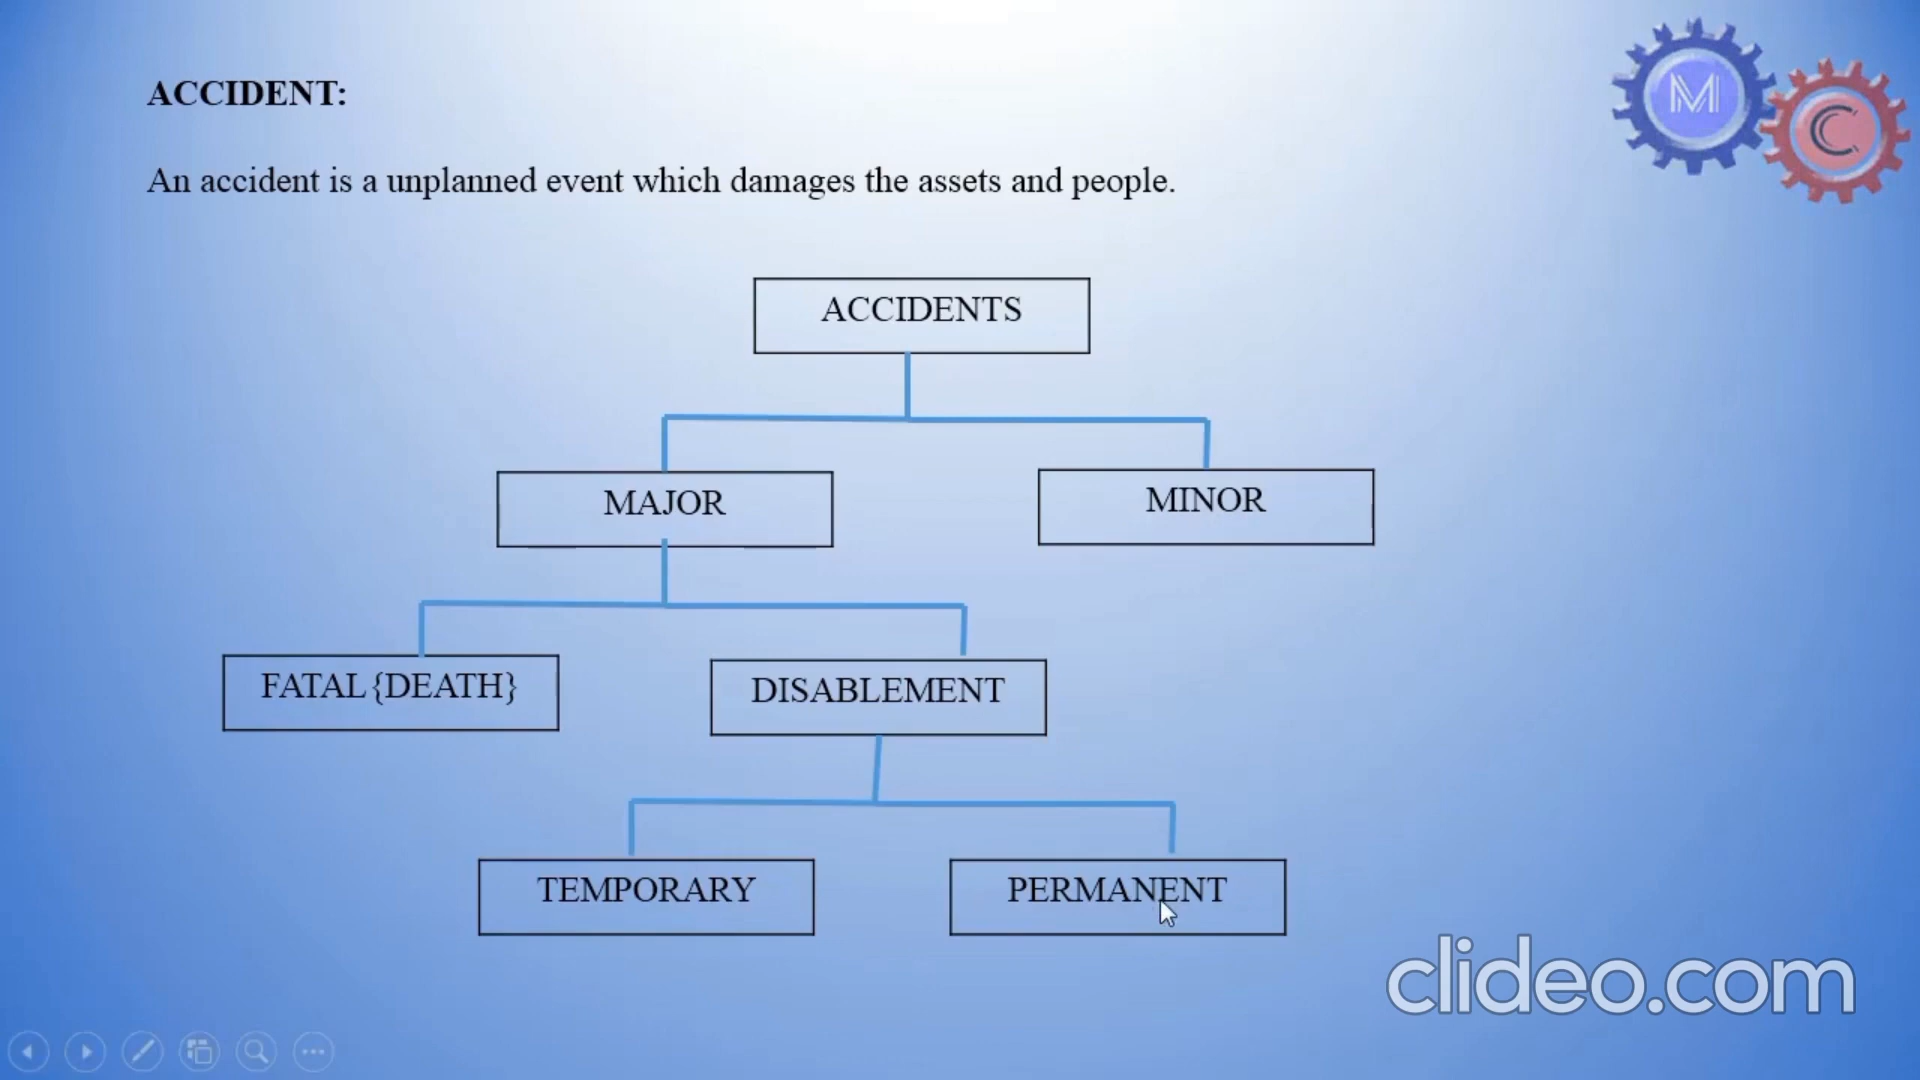 ACCIDENT:
M
C
An accident is a unplanned event which damages the assets and people.
ACCIDENTS
MAJOR
MINOR
FATAL{DEATH}
DISABLEMENT
TEMPORARY
PERMANENT
clideo.com